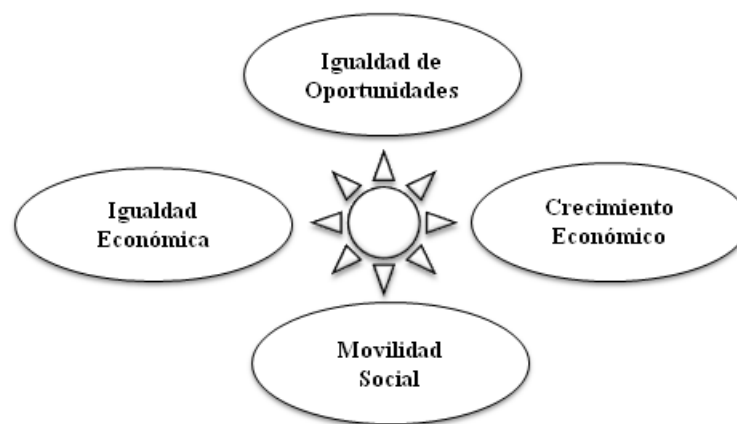 Igualdad de
Oportunidades
Igualdad
Económica
Crecimiento
Económico
Movilidad
Social